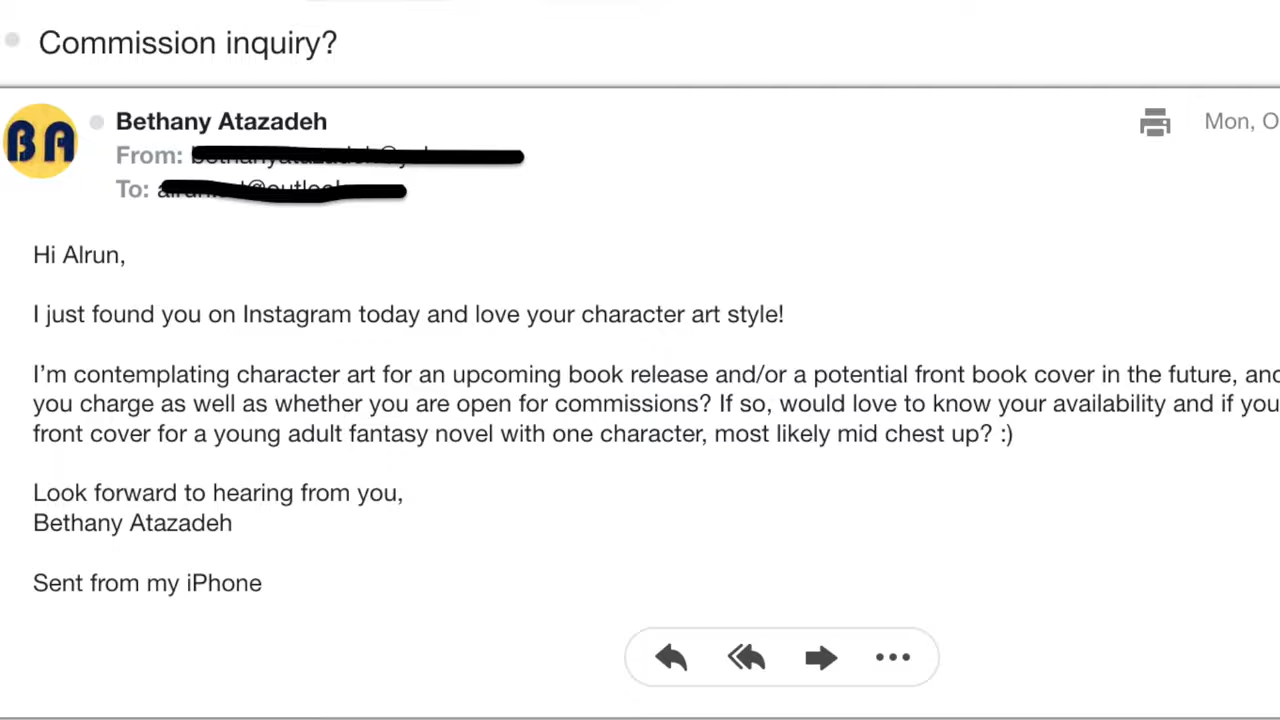 Commission inquiry?
BA
Bethany Atazadeh
Mon, O
From:
To:
Hi Alrun,
I just found you on Instagram today and love your character art style!
I'm contemplating character art for an upcoming book release and/or a potential front book cover in the future, and
you charge as well as whether you are open for commissions? If so, would love to know your availability and if you
front cover for a young adult fantasy novel with one character, most likely mid chest up? :)
Look forward to hearing from you,
Bethany Atazadeh
Sent from my iPhone